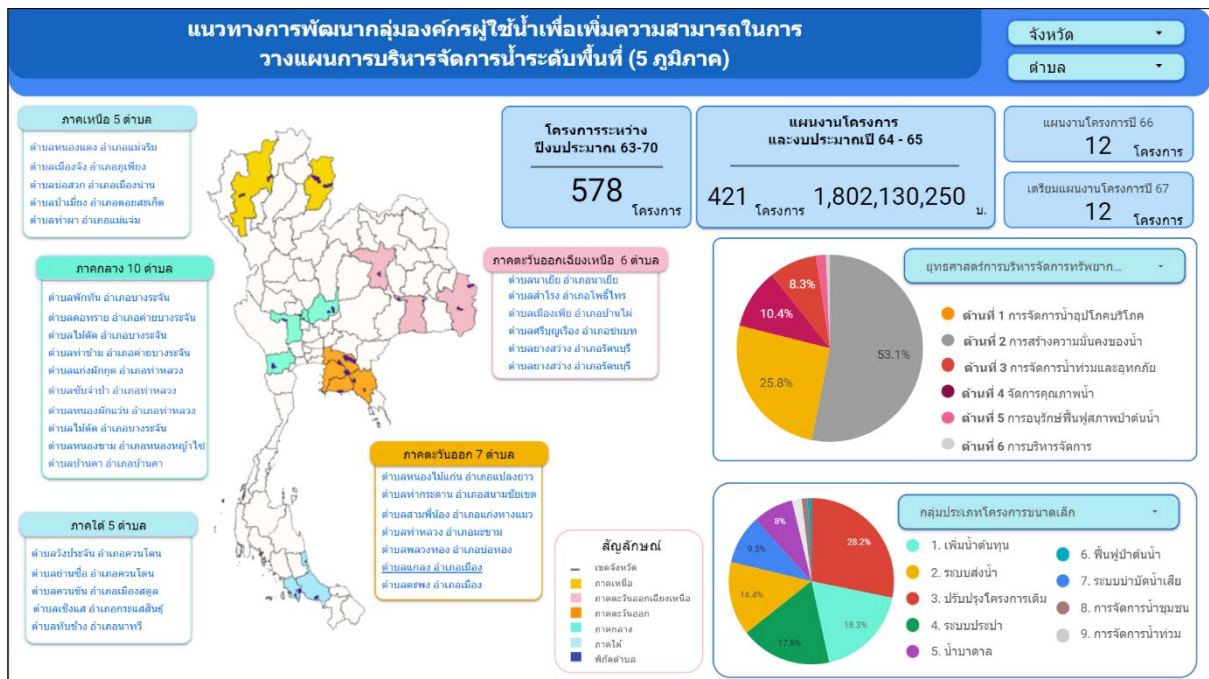 แนวทางการพัฒนากลุ่มองค์กรผู้ใช้น้ำเพื่อเพิ่มความสามารถในการ
วางแผนการบริหารจัดการน้ำระดับพื้นที่ (5 ภูมิภาค)
จังหวัด
ตำบล
ภาคเหนือ 5 ตำบล
ตำบลหนองแดง อำเภอแม่จริม
ตำบลเมืองจัง อำเภอภูเพียง
ตำบลบ่อสวก อำเภอเมืองน่าน
ตำบลป่าเมี่ยง อำเภอดอยสะเก็ด
ตำบลท่าผา อำเภอแม่แจ่ม
โครงการระหว่าง
ปีงบประมาณ 63-70
578 โครงการ
แผนงานโครงการ
และงบประมาณปี 64 - 65
421 โครงการ 1,802,130,250 บ.
แผนงานโครงการปี 66
12 โครงการ
เตรียมแผนงานโครงการปี 67
12 โครงการ
ภาคกลาง 10 ตำบล
ตำบลพักทัน อำเภอบางระจัน
ตำบลคอทราย อำเภอค่ายบางระจัน
ตำบลไม้ดัด อำเภอบางระจัน
ตำบลท่าข้าม อำเภอค่ายบางระจัน
ตำบลแก่งผักกูด อำเภอท่าหลวง
ตำบลซับจำปา อำเภอท่าหลวง
ตำบลหนองผักแว่น อำเภอท่าหลวง
ตำบลไม้ดัด อำเภอบางระจัน
ตำบลหนองขาม อำเภอหนองหญ้าไซ
ตำบลบ้านคา อำเภอบ้านคา
ภาคตะวันออกเฉียงเหนือ 6 ตำบล
ตำบลนาเยีย อำเภอนาเยีย
ตำบลสำโรง อำเภอโพธิ์ไทร
ตำบลเมืองเพีย อำเภอบ้านไผ่
ตำบลศรีบุญเรือง อำเภอชนบท
ตำบลยางสว่าง อำเภอรัตนบุรี
ตำบลยางสว่าง อำเภอรัตนบุรี
ภาคตะวันออก 7 ตำบล
ตำบลหนองไม้แก่น อำเภอแปลงยาว
ตำบลท่ากระดาน อำเภอสนามชัยเขต
ตำบลสามพี่น้อง อำเภอแก่งหางแมว
ตำบลท่าหลวง อำเภอมะขาม
ตำบลพลวงทอง อำเภอบ่อทอง
ตำบลแกลง อำเภอเมือง
ตำบลตะพง อำเภอเมือง
ภาคใต้ 5 ตำบล
ตำบลวังประจัน อำเภอควนโดน
ตำบลย่านซื่อ อำเภอควนโดน
ตำบลควนขัน อำเภอเมืองสตูล
ตำบลเชิงแส อำเภอกระแสสินธุ์
ตำบลทับช้าง อำเภอนาทวี
สัญลักษณ์
เขตจังหวัด
ภาคเหนือ
ภาคตะวันออกเฉียงเหนือ
ภาคตะวันออก
ภาคกลาง
ภาคใต้
พิกัดตำบล
ยุทธศาสตร์การบริหารจัดการทรัพยาก...
8.3%
10.4%
25.8%
53.1%
ด้านที่ 1 การจัดการน้ำอุปโภคบริโภค
ด้านที่ 2 การสร้างความมั่นคงของน้ำ
ด้านที่ 3 การจัดการน้ำท่วมและอุทกภัย
ด้านที่ 4 จัดการคุณภาพน้ำ
ด้านที่ 5 การอนุรักษ์ฟื้นฟูสภาพป่าต้นน้ำ
ด้านที่ 6 การบริหารจัดการ
กลุ่มประเภทโครงการขนาดเล็ก
8%
9.5%
14.4%
17.8%
18.3%
28.2%
1. เพิ่มน้ำต้นทุน
2. ระบบส่งน้ำ
3. ปรับปรุงโครงการเดิม
4. ระบบประปา
5. น้ำบาดาล
6. ฟื้นฟูป่าต้นน้ำ
7. ระบบบำบัดน้ำเสีย
8. การจัดการน้ำชุมชน
9. การจัดการน้ำท่วม